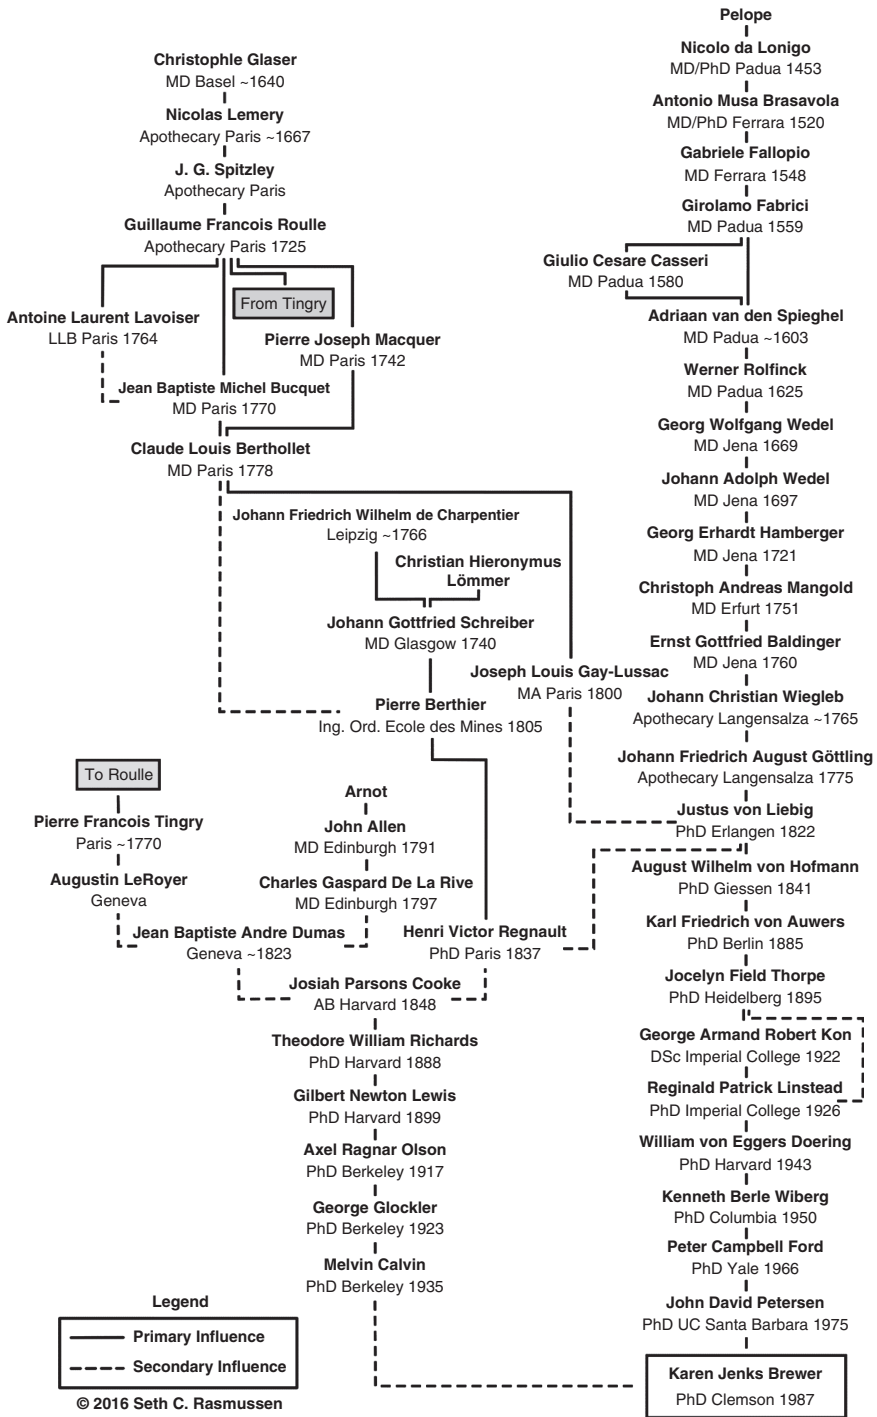 Christophle Glaser
MD Basel ~1640
Nicolas Lemery
Apothecary Paris ~1667
J. G. Spitzley
Apothecary Paris
Guillaume Francois Roulle
Apothecary Paris 1725
Antoine Laurent Lavoiser
LLB Paris 1764
From Tingry
Pierre Joseph Macquer
MD Paris 1742
Jean Baptiste Michel Bucquet
MD Paris 1770
Claude Louis Berthollet
MD Paris 1778
Johann Friedrich Wilhelm de Charpentier
Leipzig ~1766
Christian Hieronymus
Lömmer
Johann Gottfried Schreiber
MD Glasgow 1740
Joseph Louis Gay-Lussac
MA Paris 1800
Pierre Berthier
Ing. Ord. Ecole des Mines 1805
To Roulle
Pierre Francois Tingry
Paris ~1770
Augustin LeRoyer
Geneva
Arnot
John Allen
MD Edinburgh 1791
Charles Gaspard De La Rive
MD Edinburgh 1797
Jean Baptiste Andre Dumas
Geneva ~1823
Henri Victor Regnault
PhD Paris 1837
Josiah Parsons Cooke
AB Harvard 1848
Theodore William Richards
PhD Harvard 1888
Gilbert Newton Lewis
PhD Harvard 1899
Axel Ragnar Olson
PhD Berkeley 1917
George Glockler
PhD Berkeley 1923
Melvin Calvin
PhD Berkeley 1935
Pelope
Nicolo da Lonigo
MD/PhD Padua 1453
Antonio Musa Brasavola
MD/PhD Ferrara 1520
Gabriele Fallopio
MD Ferrara 1548
Girolamo Fabrici
MD Padua 1559
Giulio Cesare Casseri
MD Padua 1580
Adriaan van den Spieghel
MD Padua ~1603
Werner Rolfinck
MD Padua 1625
Georg Wolfgang Wedel
MD Jena 1669
Johann Adolph Wedel
MD Jena 1697
Georg Erhardt Hamberger
MD Jena 1721
Christoph Andreas Mangold
MD Erfurt 1751
Ernst Gottfried Baldinger
MD Jena 1760
Johann Christian Wiegleb
Apothecary Langensalza ~1765
Johann Friedrich August Göttling
Apothecary Langensalza 1775
Justus von Liebig
PhD Erlangen 1822
August Wilhelm von Hofmann
PhD Giessen 1841
Karl Friedrich von Auwers
PhD Berlin 1885
Jocelyn Field Thorpe
PhD Heidelberg 1895
George Armand Robert Kon
DSc Imperial College 1922
Reginald Patrick Linstead
PhD Imperial College 1926
William von Eggers Doering
PhD Harvard 1943
Kenneth Berle Wiberg
PhD Columbia 1950
Peter Campbell Ford
PhD Yale 1966
John David Petersen
PhD UC Santa Barbara 1975
Karen Jenks Brewer
PhD Clemson 1987
Legend
Primary Influence
Secondary Influence
© 2016 Seth C. Rasmussen